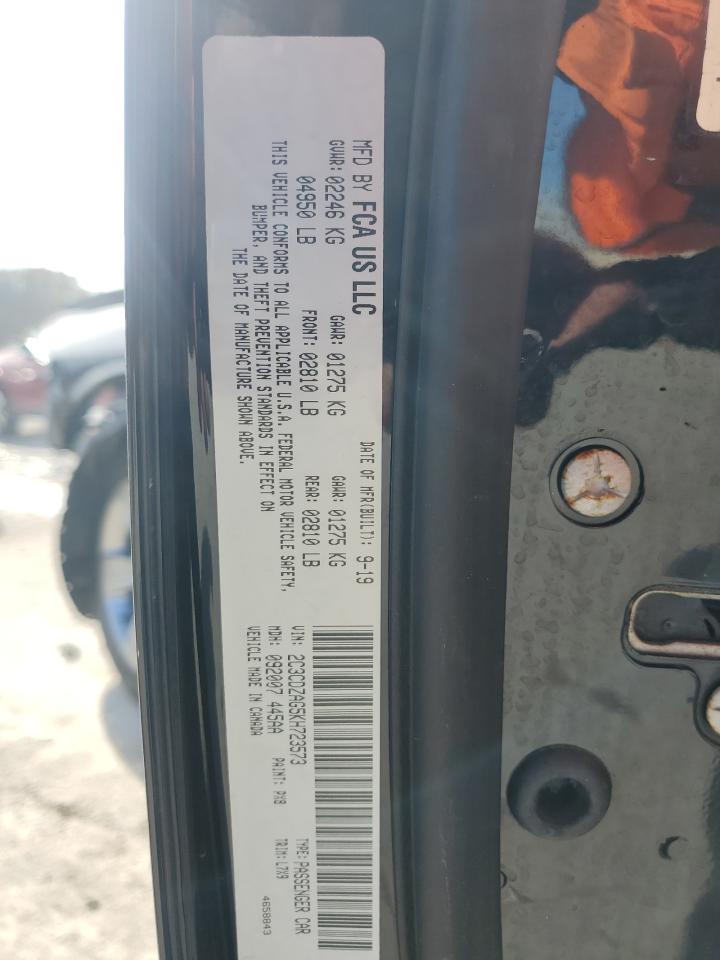 MFD BY FCA US LLC
DATE OF MFR(BUILT): 9-19
GVWR: 02246 KG
GAWR: 01275 KG
GAWR: 01275 KG
04950 LB
FRONT: 02810 LB
REAR: 02810 LB
THIS VEHICLE CONFORMS TO ALL APPLICABLE U.S.A. FEDERAL MOTOR VEHICLE SAFETY,
BUMPER, AND THEFT PREVENTION STANDARDS IN EFFECT ON
THE DATE OF MANUFACTURE SHOWN ABOVE.
VIN: 2C3CDZAG5KH723573
TYPE: PASSENGER CAR
MDH: 092007 445AA
PAINT: PX8
TRIM: L7X9
VEHICLE MADE IN CANADA
4658843